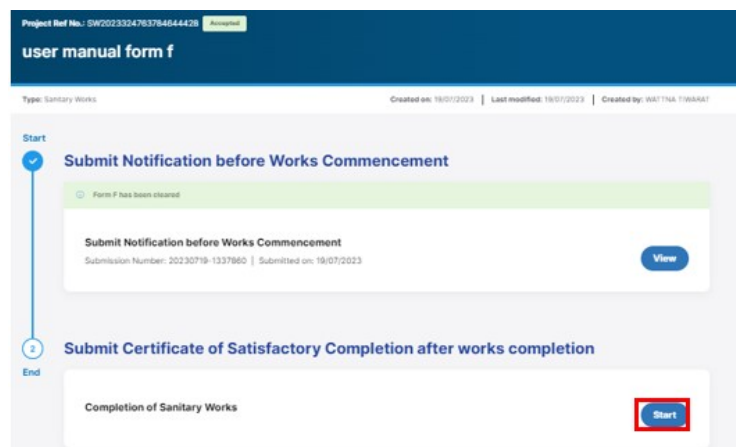 Project Ref No.: SW2023324763784644428 Accepted
user manual form f
Type: Sanitary Works Created on: 19/07/2023 | Last modified: 19/07/2023 | Created by: WATTNA TIWARAT
Start
Submit Notification before Works Commencement
Form F has been cleared
Submit Notification before Works Commencement
Submission Number: 20230719-1337860 | Submitted on: 19/07/2023
View
2
Submit Certificate of Satisfactory Completion after works completion
End
Completion of Sanitary Works
Start